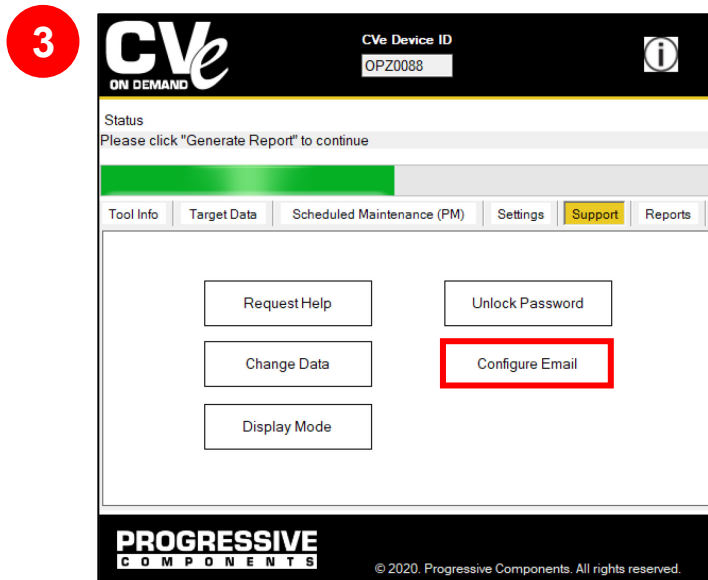 3
CVe
ON DEMAND
CVe Device ID
OPZ0088
i
Status
Please click "Generate Report" to continue
Tool Info Target Data Scheduled Maintenance (PM) Settings Support Reports
Request Help Unlock Password
Change Data Configure Email
Display Mode
PROGRESSIVE
COMPONENTS
© 2020. Progressive Components. All rights reserved.